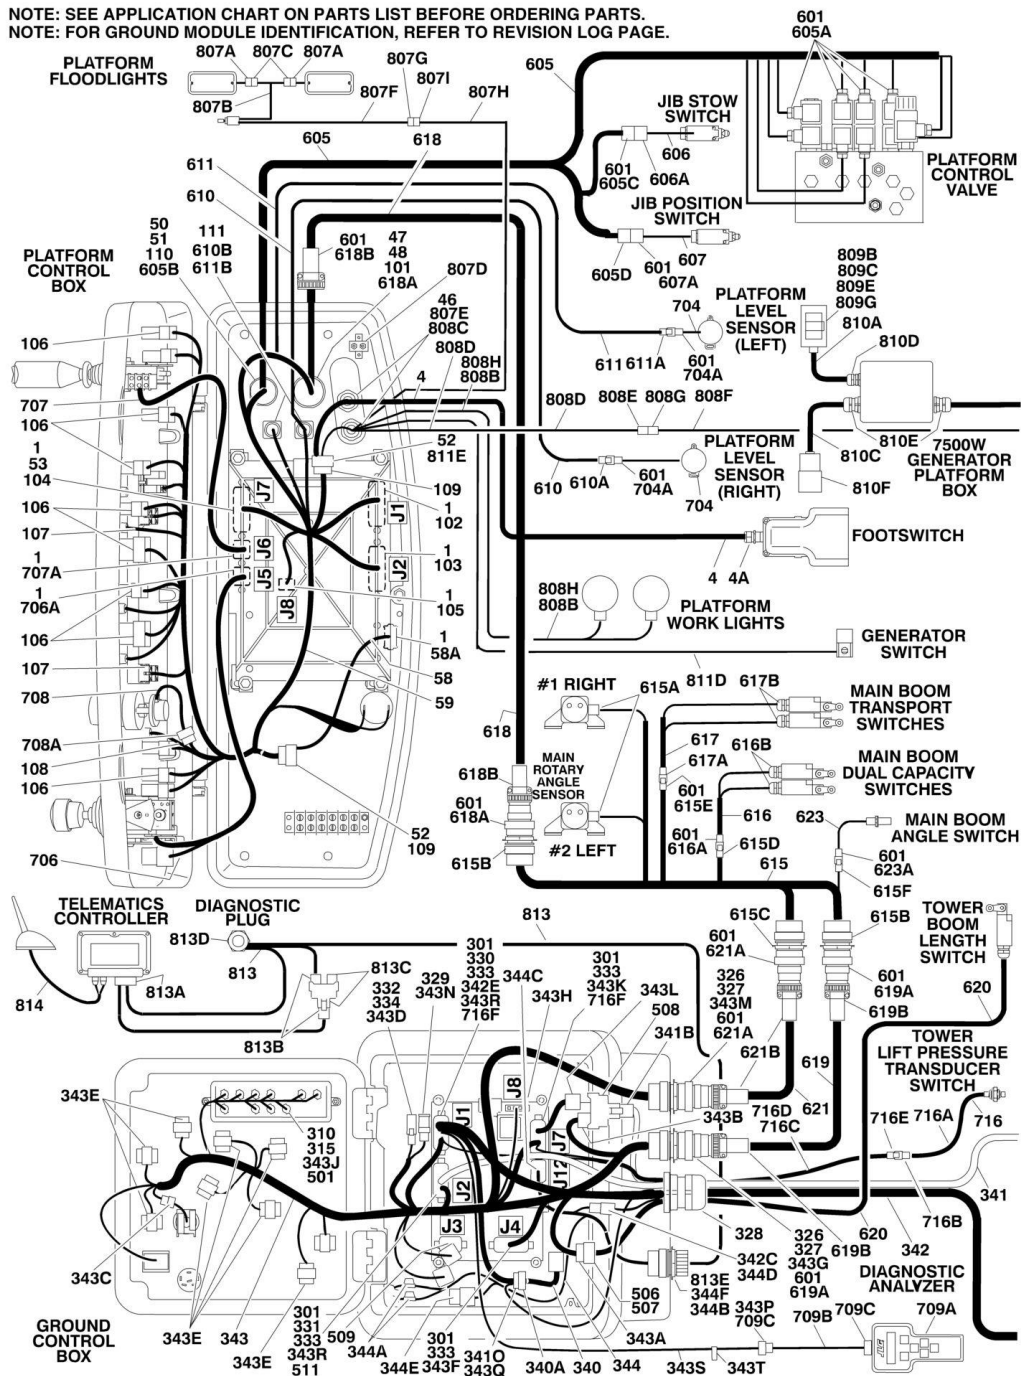 NOTE: SEE APPLICATION CHART ON PARTS LIST BEFORE ORDERING PARTS.
NOTE: FOR GROUND MODULE IDENTIFICATION, REFER TO REVISION LOG PAGE.
601
605A
807A
807C
807A
807G
807I
605
PLATFORM
FLOODLIGHTS
807B
807F
807H
JIB STOW
SWITCH
605
618
606
601
605C
606A
PLATFORM
CONTROL
VALVE
611
610
JIB POSITION
SWITCH
50
51
110
605B
111
610B
611B
601
618B
47
48
101
618A
807D
605D
601
607A
607
809B
809C
809E
809G
PLATFORM
CONTROL
BOX
704
PLATFORM
LEVEL
SENSOR
(LEFT)
810A
810D
46
807E
808C
808D
808H
808B
106
611
611A
601
704A
4
808D
808E
808G
808F
707
106
1
53
104
52
811E
810E
810C
7500W
GENERATOR
PLATFORM
BOX
810F
PLATFORM
LEVEL
SENSOR
(RIGHT)
610
610A
601
704A
704
109
1
102
J7
J1
106
107
FOOTSWITCH
1
707A
J6
J5
J2
1
103
4
4A
1
706A
J8
1
105
808H
808B
PLATFORM
WORK LIGHTS
106
1
58A
GENERATOR
SWITCH
107
58
811D
708
59
#1 RIGHT
615A
617B
MAIN BOOM
TRANSPORT
SWITCHES
618
708A
108
106
617
617A
616B
MAIN BOOM
DUAL CAPACITY
SWITCHES
MAIN
ROTARY
ANGLE
SENSOR
618B
601
618A
601
615E
616
623
MAIN BOOM
ANGLE SWITCH
52
109
#2 LEFT
601
616A
615D
601
623A
706
615B
615
615F
TELEMATICS
CONTROLLER
DIAGNOSTIC
PLUG
813D
813
813
615C
615B
TOWER
BOOM
LENGTH
SWITCH
601
621A
814
813A
813C
332
334
343D
329
343N
301
330
333
342E
343R
716F
344C
343H
301
333
343K
716F
343L
508
341B
326
327
343M
601
621A
601
619A
619B
620
813B
621B
619
TOWER
LIFT PRESSURE
TRANSDUCER
SWITCH
343E
J8
J1
716D
716C
621
716E
716A
716
310
315
343J
501
J7
J12
343B
J2
341
J3
J4
328
326
327
343G
601
619A
619B
620
342
716B
343C
342C
344D
DIAGNOSTIC
ANALYZER
813E
344F
344B
506
507
GROUND
CONTROL
BOX
343E
343
343E
301
331
333
343R
511
509
344A
344E
301
333
343F
341O
343Q
340A
340
344
343A
343S
343T
343P
709C
709B
709C
709A